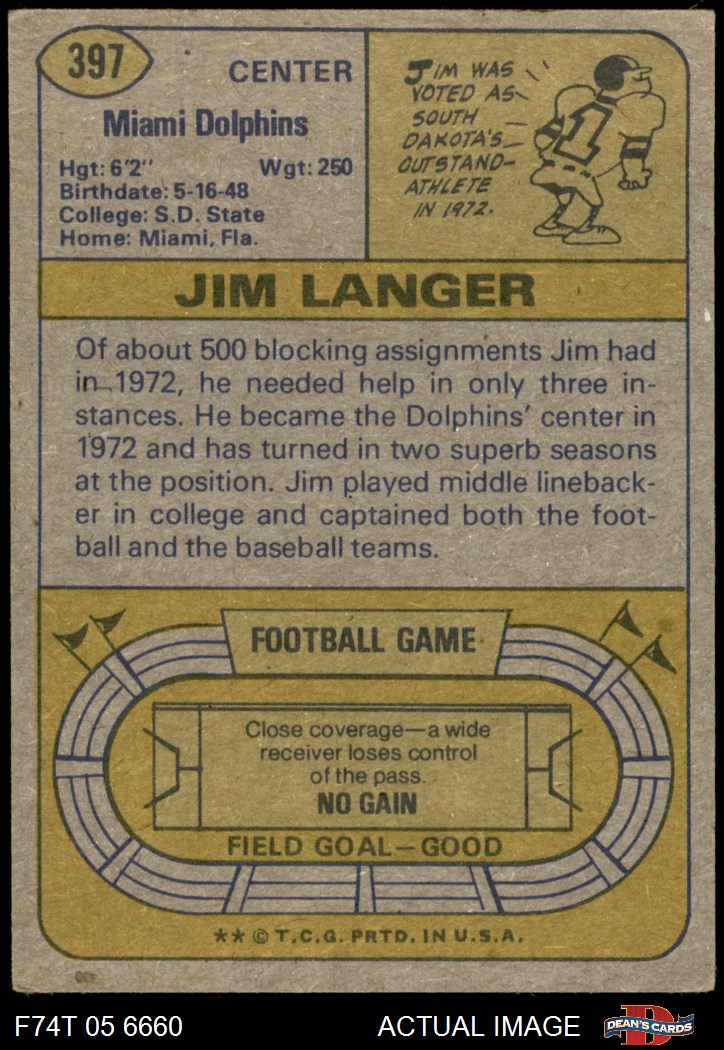 397
CENTER
Miami Dolphins
Hgt: 6'2" Wgt: 250
Birthdate: 5-16-48
College: S.D. State
Home: Miami, Fla.
JIM WAS
VOTED AS
SOUTH
DAKOTA'S
OUTSTAND-
ATHLETE
IN 1972.
1
JIM LANGER
Of about 500 blocking assignments Jim had
in 1972, he needed help in only three in-
stances. He became the Dolphins' center in
1972 and has turned in two superb seasons
at the position. Jim played middle lineback-
er in college and captained both the foot-
ball and the baseball teams.
FOOTBALL GAME
Close coverage—a wide
receiver loses control
of the pass.
NO GAIN
FIELD GOAL—GOOD
** © T.C.G. PRTD. IN U.S.A.
F74T 05 6660 ACTUAL IMAGE D DEAN'S CARDS